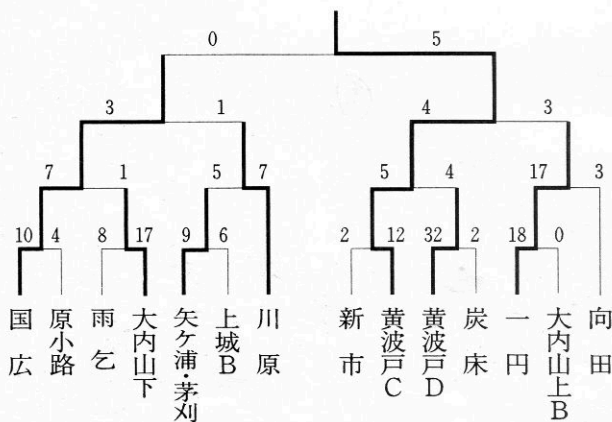 0 5
3 1 4 3
7 1 5 7 5 4 17 3
10 4 8 17 9 6 2 12 32 2 18 0
国広
原小路
雨乞
大内山下
矢ケ浦・茅刈
上城B
川原
新市
黄波戸C
黄波戸D
炭床
一円
大内山上B
向田